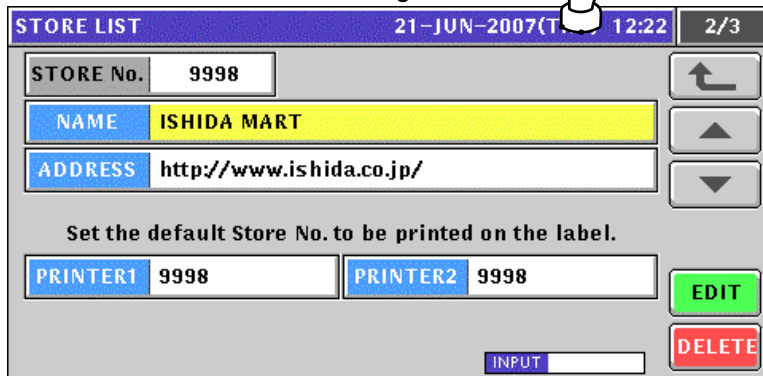 STORE LIST 21-JUN-2007(T 12:22 2/3
STORE No. 9998
NAME ISHIDA MART
ADDRESS http://www.ishida.co.jp/
Set the default Store No. to be printed on the label.
PRINTER1 9998 PRINTER2 9998
EDIT
DELETE
INPUT